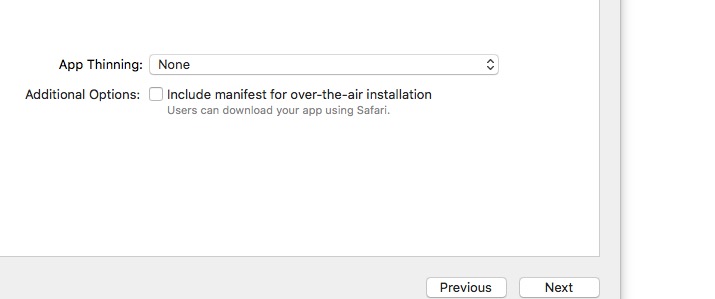 App Thinning: None
Additional Options: Include manifest for over-the-air installation
Users can download your app using Safari.
Previous Next